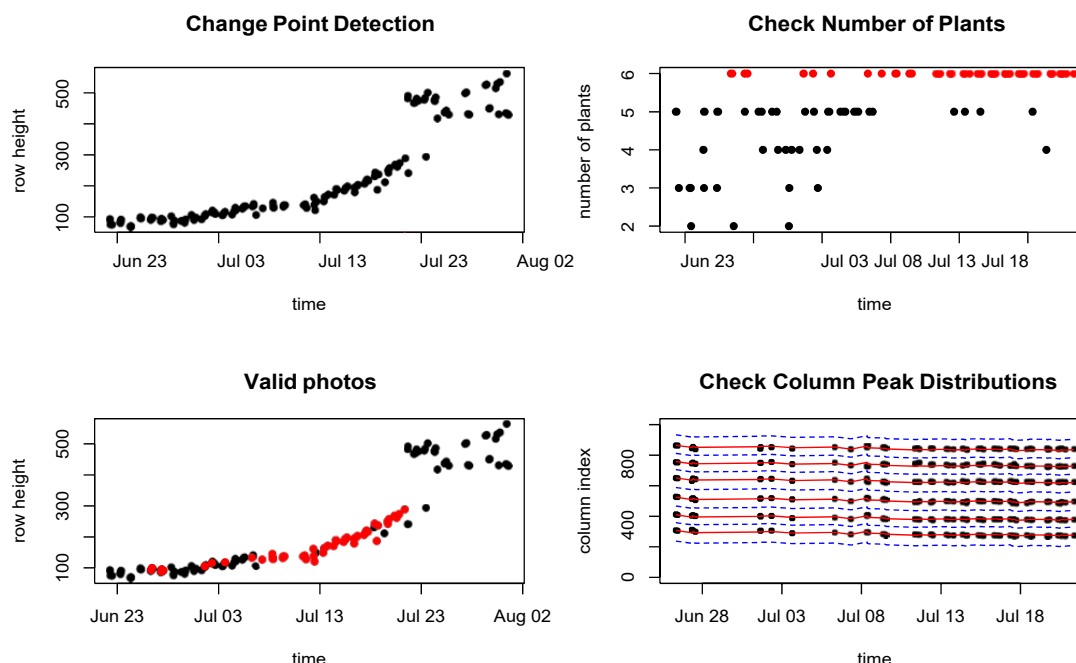 Change Point Detection
row height
100 300 500
Jun 23 Jul 03 Jul 13 Jul 23 Aug 02
time
Check Number of Plants
number of plants
2 3 4 5 6
Jun 23 Jul 03 Jul 08 Jul 13 Jul 18
time
Valid photos
row height
100 300 500
Jun 23 Jul 03 Jul 13 Jul 23 Aug 02
time
Check Column Peak Distributions
column index
0 400 800
Jun 28 Jul 03 Jul 08 Jul 13 Jul 18
time